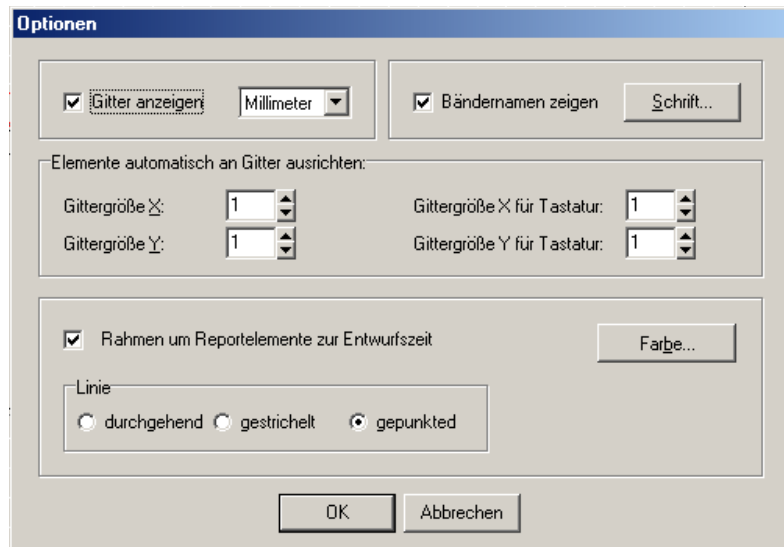 Optionen
Gitter anzeigen Millimeter Bändernamen zeigen Schrift...
Elemente automatisch an Gitter ausrichten:
Gittergröße X: 1 Gittergröße X für Tastatur: 1
Gittergröße Y: 1 Gittergröße Y für Tastatur: 1
Rahmen um Reportelemente zur Entwurfszeit Farbe...
Linie
durchgehend gestrichelt gepunkted
OK Abbrechen